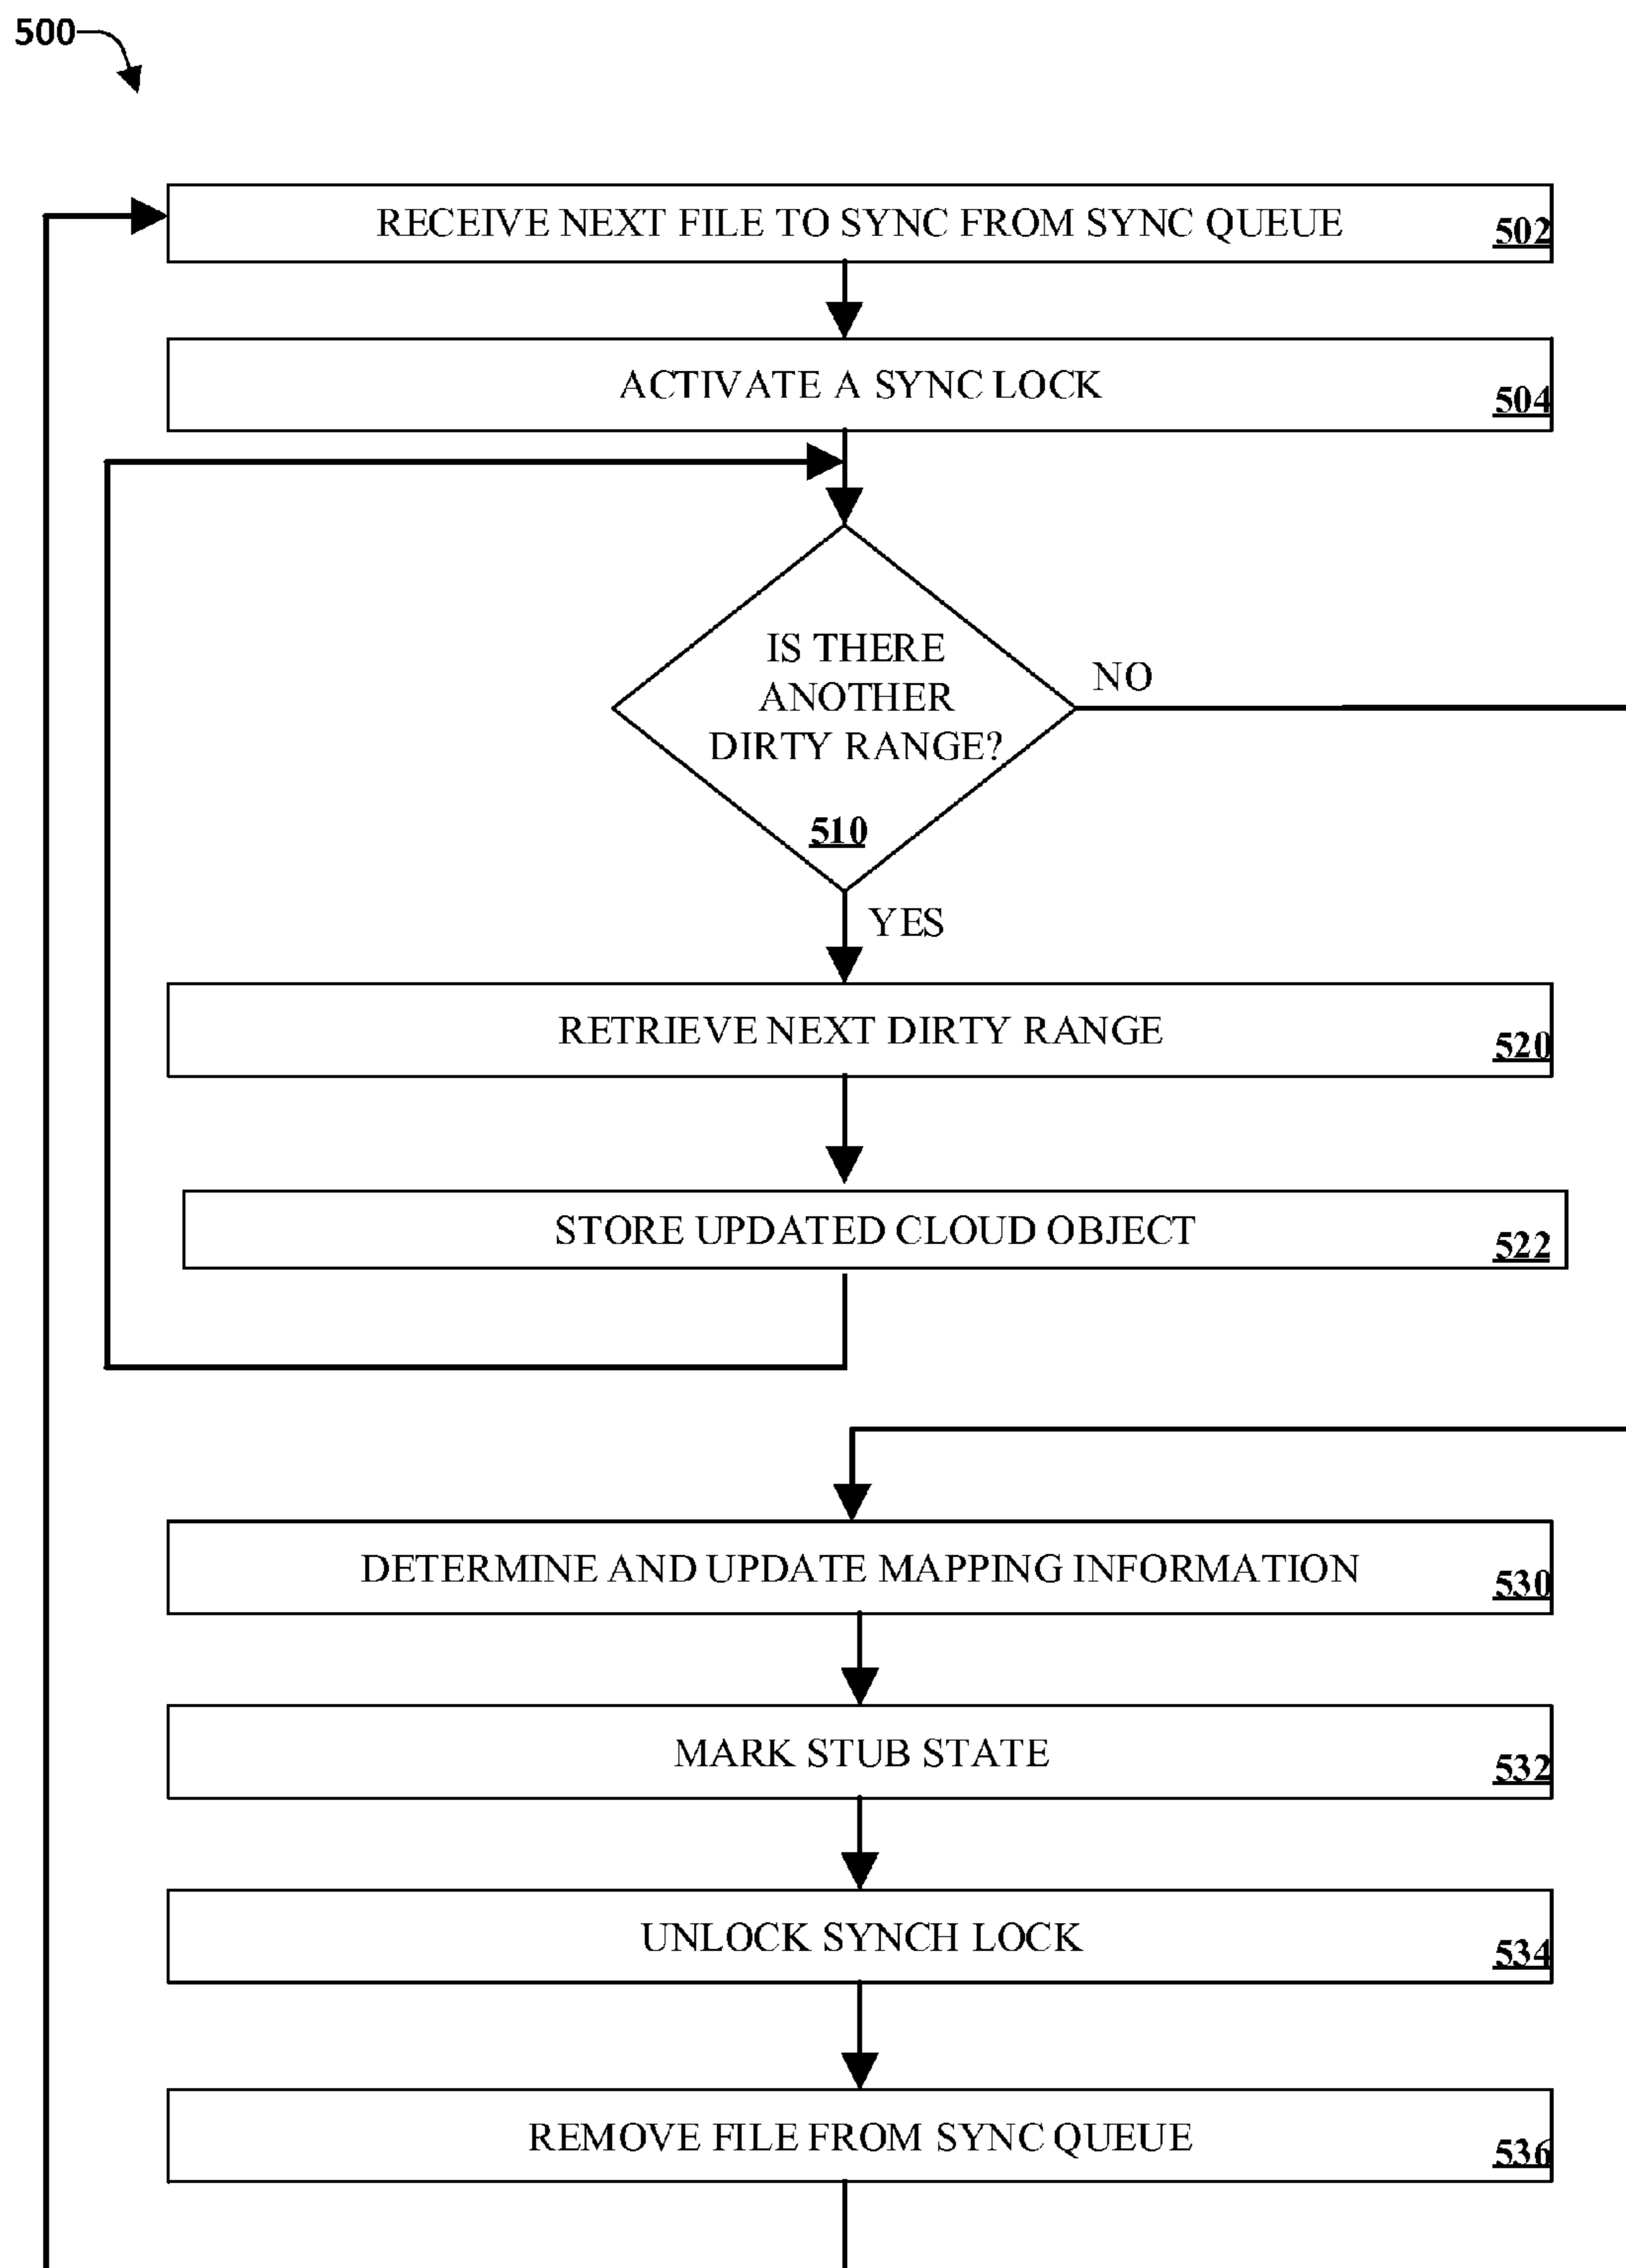 500
RECEIVE NEXT FILE TO SYNC FROM SYNC QUEUE
502
ACTIVATE A SYNC LOCK
504
IS THERE
ANOTHER
DIRTY RANGE?
510
NO
YES
RETRIEVE NEXT DIRTY RANGE
520
STORE UPDATED CLOUD OBJECT
522
DETERMINE AND UPDATE MAPPING INFORMATION
530
MARK STUB STATE
532
UNLOCK SYNCH LOCK
534
REMOVE FILE FROM SYNC QUEUE
536